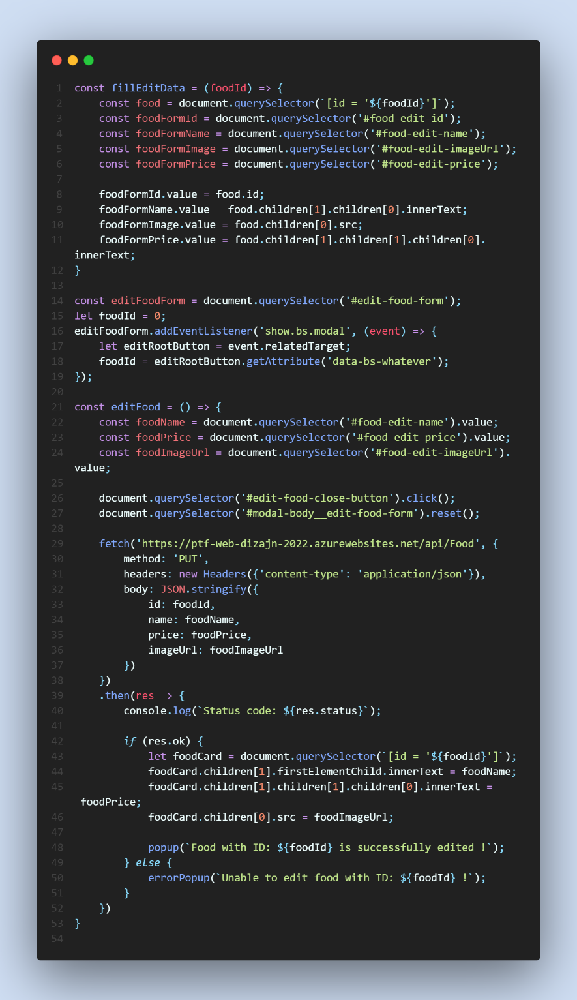 1 const fillEditData = (foodId) => {
2     const food = document.querySelector(`[id = '${foodId}']`);
3     const foodFormId = document.querySelector('#food-edit-id');
4     const foodFormName = document.querySelector('#food-edit-name');
5     const foodFormImage = document.querySelector('#food-edit-imageUrl');
6     const foodFormPrice = document.querySelector('#food-edit-price');
7
8     foodFormId.value = food.id;
9     foodFormName.value = food.children[1].children[0].innerText;
10     foodFormImage.value = food.children[0].src;
11     foodFormPrice.value = food.children[1].children[1].children[0].
innerText;
12 }
13
14 const editFoodForm = document.querySelector('#edit-food-form');
15 let foodId = 0;
16 editFoodForm.addEventListener('show.bs.modal', (event) => {
17     let editRootButton = event.relatedTarget;
18     foodId = editRootButton.getAttribute('data-bs-whatever');
19 });
20
21 const editFood = () => {
22     const foodName = document.querySelector('#food-edit-name').value;
23     const foodPrice = document.querySelector('#food-edit-price').value;
24     const foodImageUrl = document.querySelector('#food-edit-imageUrl').
value;
25
26     document.querySelector('#edit-food-close-button').click();
27     document.querySelector('#modal-body__edit-food-form').reset();
28
29     fetch('https://ptf-web-dizajn-2022.azurewebsites.net/api/Food', {
30         method: 'PUT',
31         headers: new Headers({'content-type': 'application/json'}),
32         body: JSON.stringify({
33             id: foodId,
34             name: foodName,
35             price: foodPrice,
36             imageUrl: foodImageUrl
37         })
38     })
39     .then(res => {
40         console.log(`Status code: ${res.status}`);
41
42         if (res.ok) {
43             let foodCard = document.querySelector(`[id = '${foodId}']`);
44             foodCard.children[1].firstElementChild.innerText = foodName;
45             foodCard.children[1].children[1].children[0].innerText =
foodPrice;
46             foodCard.children[0].src = foodImageUrl;
47
48             popup(`Food with ID: ${foodId} is successfully edited !`);
49         } else {
50             errorPopup(`Unable to edit food with ID: ${foodId} !`);
51         }
52     })
53 }
54